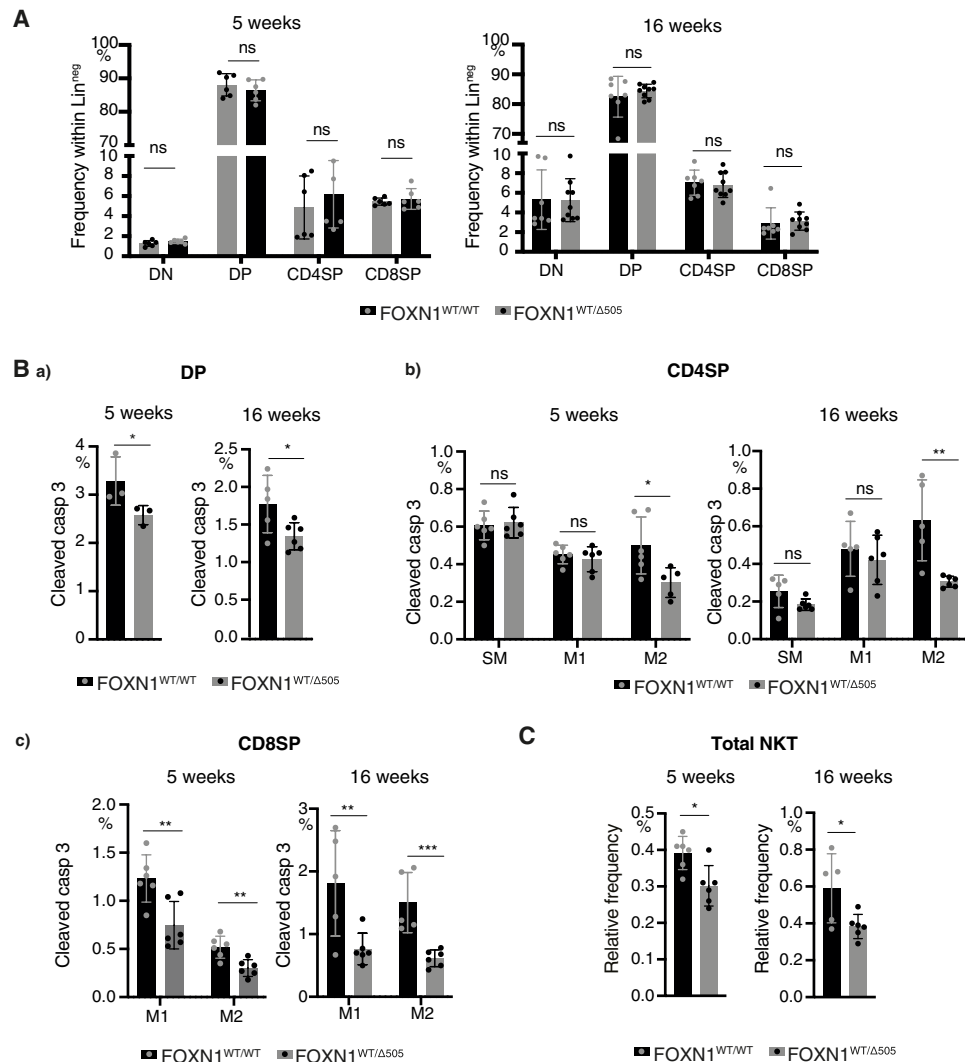 A
5 weeks
16 weeks
Frequency within Lin^neg
100
%
90
80
70
10
8
6
4
2
0
ns
ns
ns
ns
DN
DP
CD4SP
CD8SP
Frequency within Lin^neg
100
%
90
80
70
10
8
6
4
2
0
ns
ns
ns
ns
DN
DP
CD4SP
CD8SP
FOXN1^WT/WT FOXN1^WT/Δ505
B a)
DP
5 weeks
16 weeks
Cleaved casp 3
4
%
3
2
1
0
*
Cleaved casp 3
2.5
%
2.0
1.5
1.0
0.5
0.0
*
FOXN1^WT/WT FOXN1^WT/Δ505
b)
CD4SP
5 weeks
16 weeks
Cleaved casp 3
1.0
%
0.8
0.6
0.4
0.2
0.0
ns
ns
*
SM
M1
M2
Cleaved casp 3
1.0
%
0.8
0.6
0.4
0.2
0.0
ns
ns
**
SM
M1
M2
FOXN1^WT/WT FOXN1^WT/Δ505
c)
CD8SP
5 weeks
16 weeks
Cleaved casp 3
2.0
%
1.5
1.0
0.5
0.0
**
**
M1
M2
Cleaved casp 3
3
%
2
1
0
**
***
M1
M2
FOXN1^WT/WT FOXN1^WT/Δ505
C
Total NKT
5 weeks
16 weeks
Relative frequency
0.5
%
0.4
0.3
0.2
0.1
0.0
*
Relative frequency
1.0
%
0.8
0.6
0.4
0.2
0.0
*
FOXN1^WT/WT FOXN1^WT/Δ505